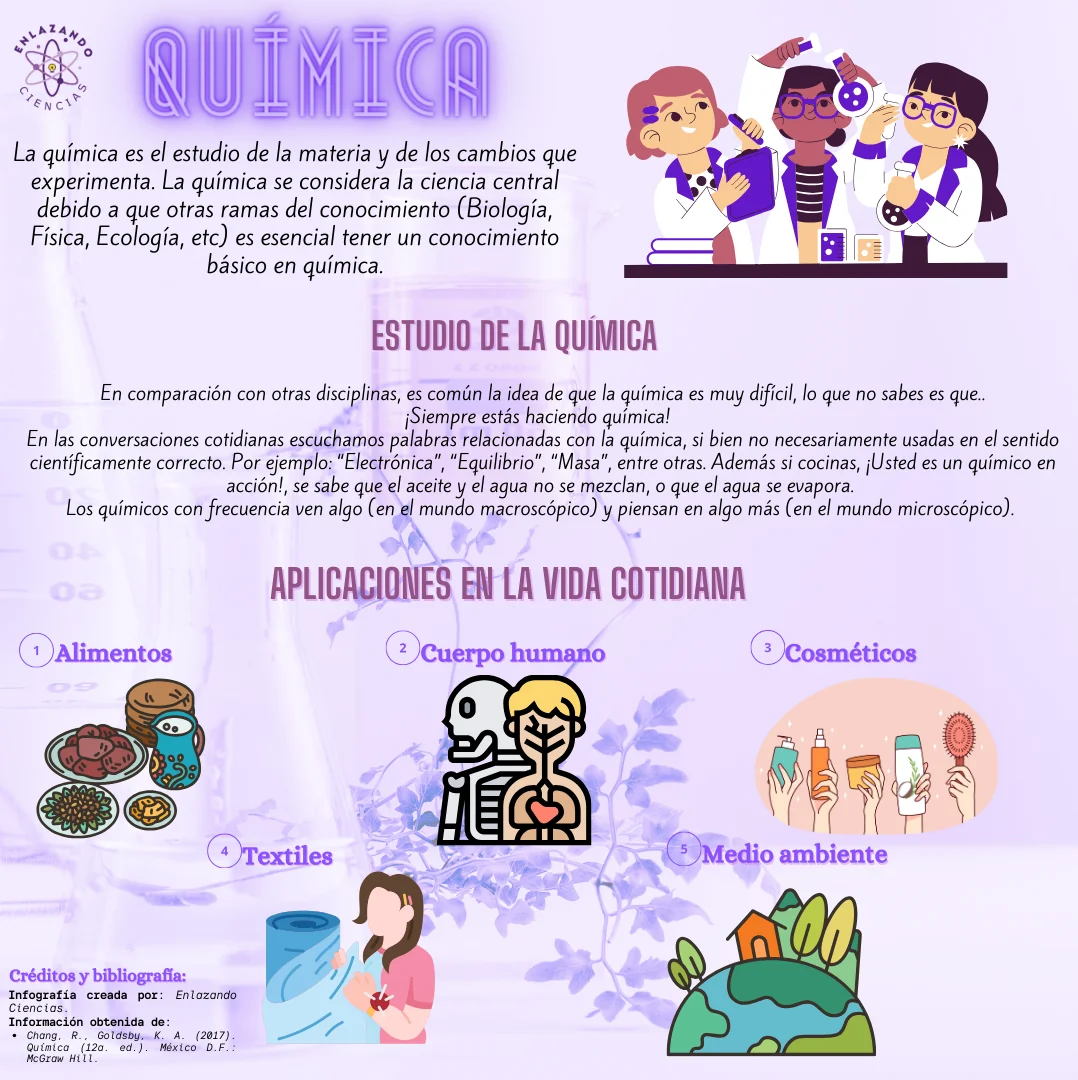 ENLAZANDO
CIENCIAS
QUÍMICA
La química es el estudio de la materia y de los cambios que
experimenta. La química se considera la ciencia central
debido a que otras ramas del conocimiento (Biología,
Física, Ecología, etc) es esencial tener un conocimiento
básico en química.
ESTUDIO DE LA QUÍMICA
En comparación con otras disciplinas, es común la idea de que la química es muy difícil, lo que no sabes es que..
¡Siempre estás haciendo química!
En las conversaciones cotidianas escuchamos palabras relacionadas con la química, si bien no necesariamente usadas en el sentido
científicamente correcto. Por ejemplo: “Electrónica”, “Equilibrio”, “Masa”, entre otras. Además si cocinas, ¡Usted es un químico en
acción!, se sabe que el aceite y el agua no se mezclan, o que el agua se evapora.
Los químicos con frecuencia ven algo (en el mundo macroscópico) y piensan en algo más (en el mundo microscópico).
APLICACIONES EN LA VIDA COTIDIANA
1 Alimentos
2 Cuerpo humano
3 Cosméticos
4 Textiles
5 Medio ambiente
Créditos y bibliografía:
Infografía creada por: Enlazando
Ciencias.
Información obtenida de:
• Chang, R., Goldsby, K. A. (2017).
Química (12a. ed.). México D.F.:
McGraw Hill.